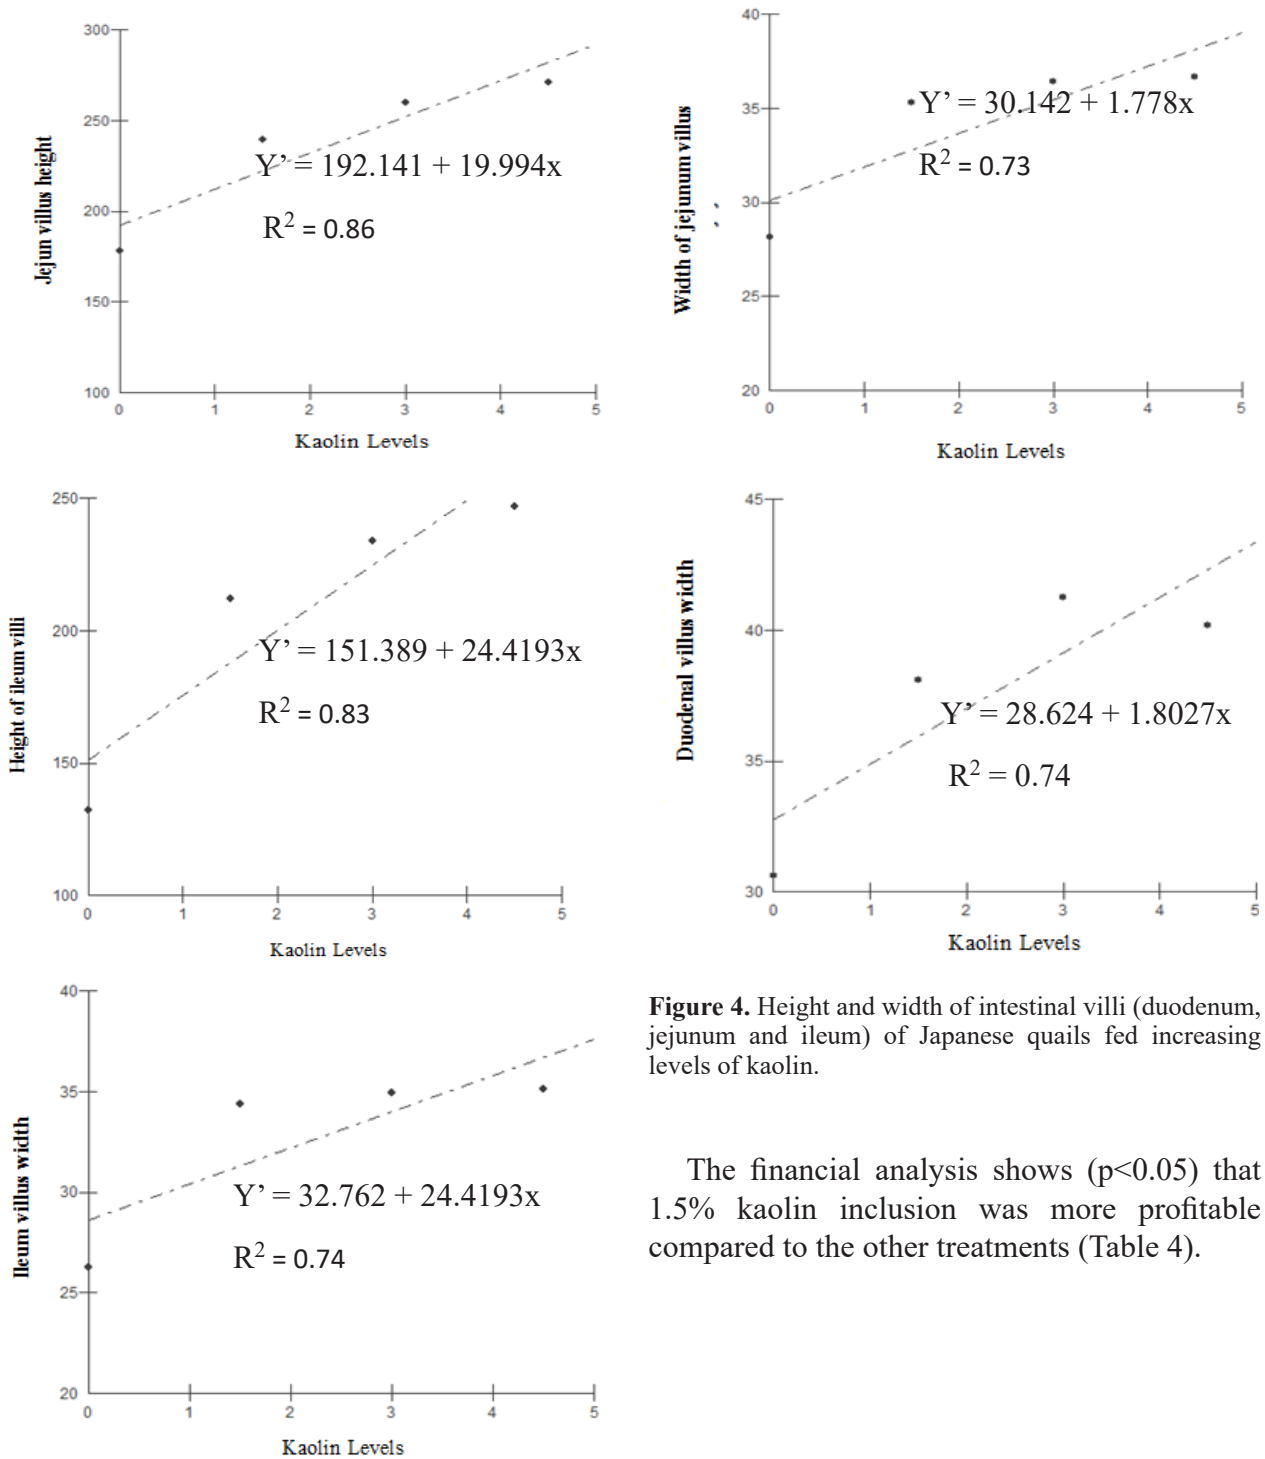 300
250
200
150
100
Jejun villus height
Y’ = 192.141 + 19.994x
R² = 0.86
0 1 2 3 4 5
Kaolin Levels
40
35
30
25
20
Width of jejunum villus
Y’ = 30.142 + 1.778x
R² = 0.73
0 1 2 3 4 5
Kaolin Levels
250
200
150
100
Height of ileum villi
Y’ = 151.389 + 24.4193x
R² = 0.83
0 1 2 3 4 5
Kaolin Levels
45
40
35
30
Duodenal villus width
Y’ = 28.624 + 1.8027x
R² = 0.74
0 1 2 3 4 5
Kaolin Levels
40
35
30
25
20
Ileum villus width
Y’ = 32.762 + 24.4193x
R² = 0.74
0 1 2 3 4 5
Kaolin Levels
Figure 4. Height and width of intestinal villi (duodenum,
jejunum and ileum) of Japanese quails fed increasing
levels of kaolin.
The financial analysis shows (p<0.05) that
1.5% kaolin inclusion was more profitable
compared to the other treatments (Table 4).